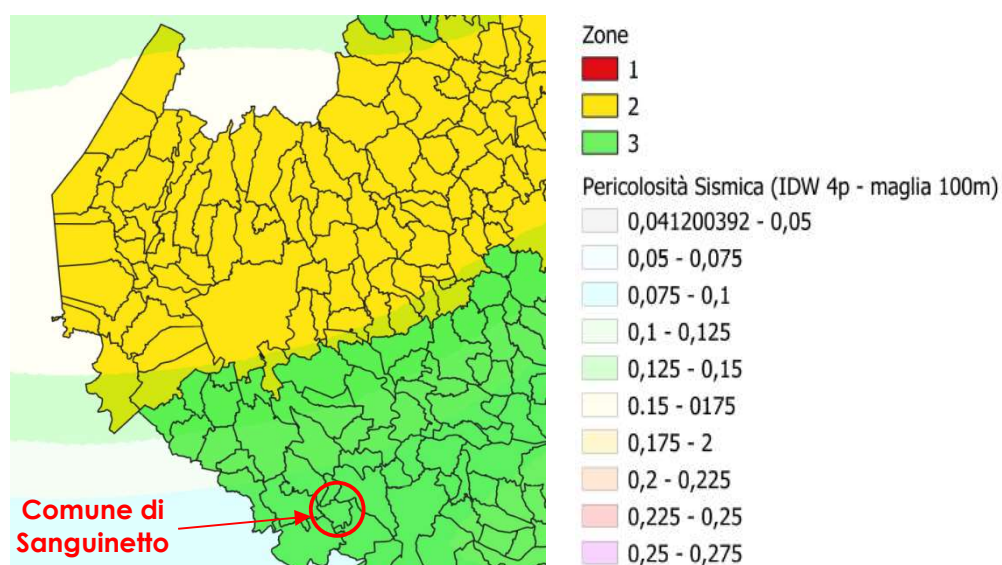 Comune di
Sanguinetto
Zone
1
2
3
Pericolosità Sismica (IDW 4p - maglia 100m)
0,041200392 - 0,05
0,05 - 0,075
0,075 - 0,1
0,1 - 0,125
0,125 - 0,15
0.15 - 0175
0,175 - 2
0,2 - 0,225
0,225 - 0,25
0,25 - 0,275